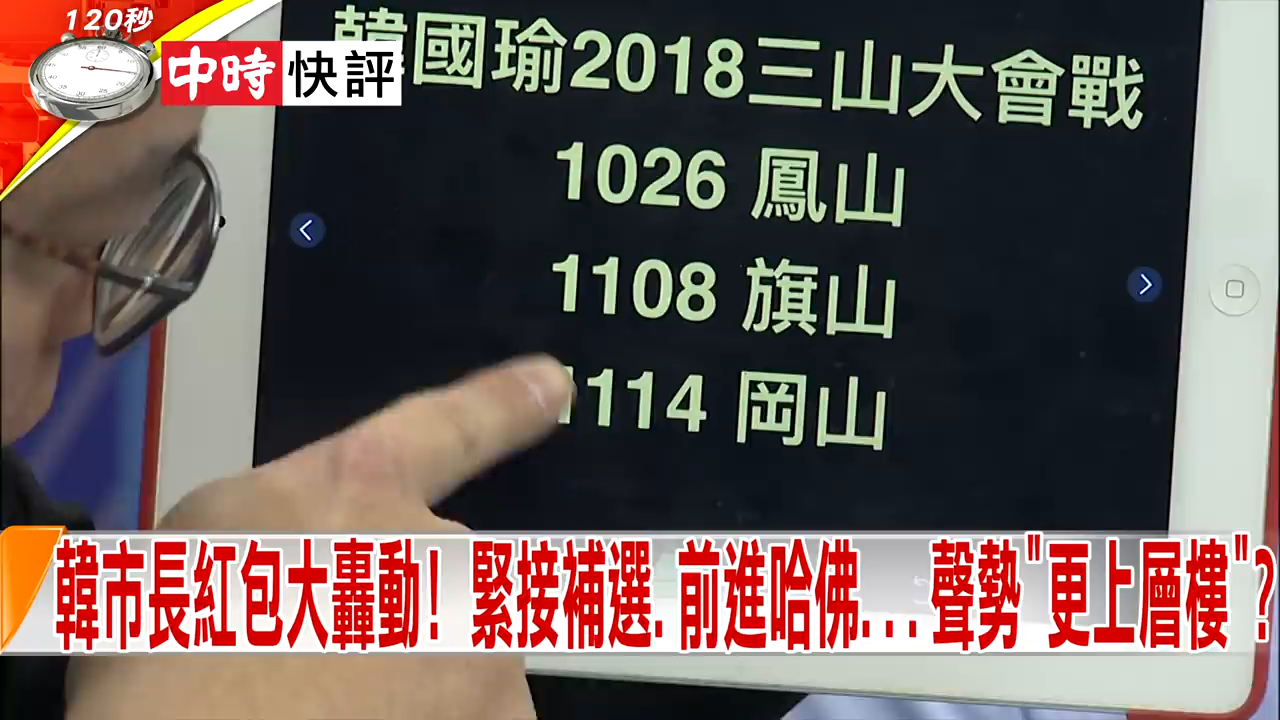 120秒
中時快評
韓國瑜2018三山大會戰
1026 鳳山
1108 旗山
1114 岡山
韓市長紅包大轟動! 緊接補選.前進哈佛...聲勢"更上層樓"?